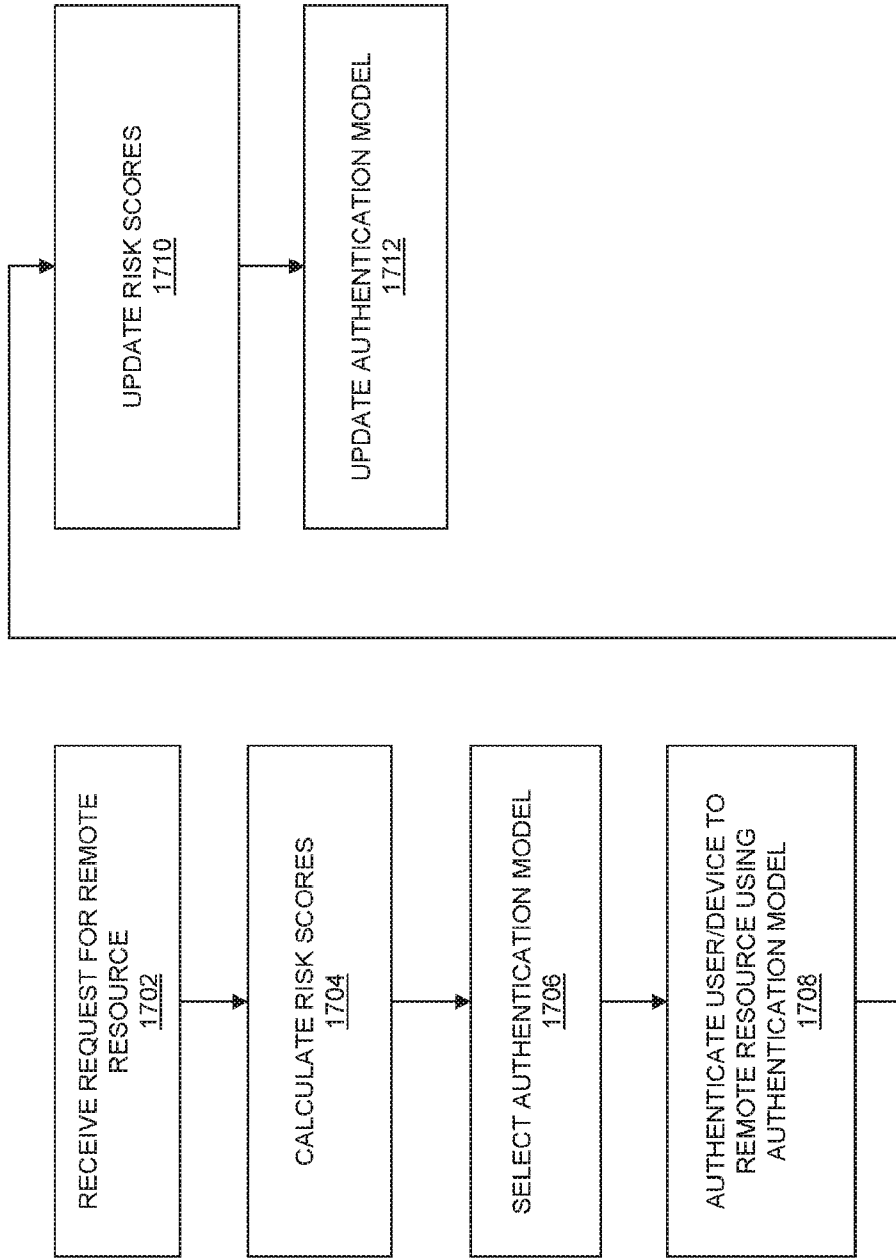 RECEIVE REQUEST FOR REMOTE
RESOURCE
1702
CALCULATE RISK SCORES
1704
SELECT AUTHENTICATION MODEL
1706
AUTHENTICATE USER/DEVICE TO
REMOTE RESOURCE USING
AUTHENTICATION MODEL
1708
UPDATE RISK SCORES
1710
UPDATE AUTHENTICATION MODEL
1712